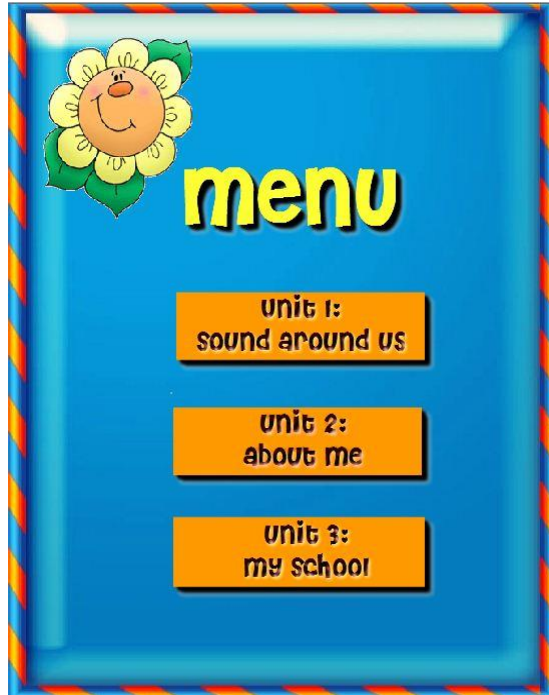 menu
unit 1:
sound around us
unit 2:
about me
unit 3:
my school